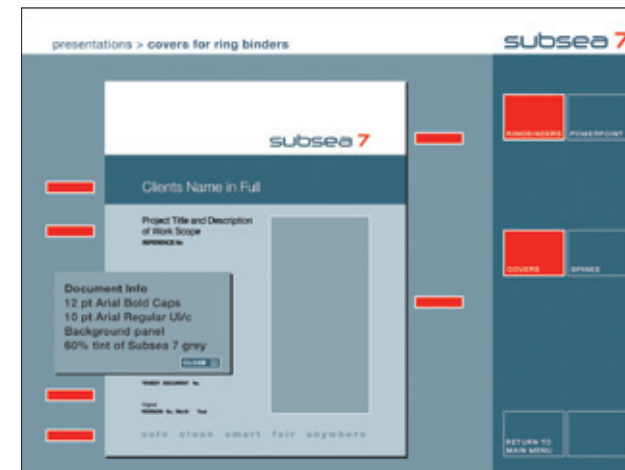 presentations > covers for ring binders
subsea 7
RINGBINDERS
POWERPOINT
subsea 7
Clients Name in Full
Project Title and Description
of Work Scope
REFERENCE No
COVERS
SPINES
Document Info
12 pt Arial Bold Caps
10 pt Arial Regular U/c
Background panel
60% tint of Subsea 7 grey
CLOSE
TENDER DOCUMENT No.
REVISION No. Month Year
safe clean smart fair anywhere
RETURN TO
MAIN MENU